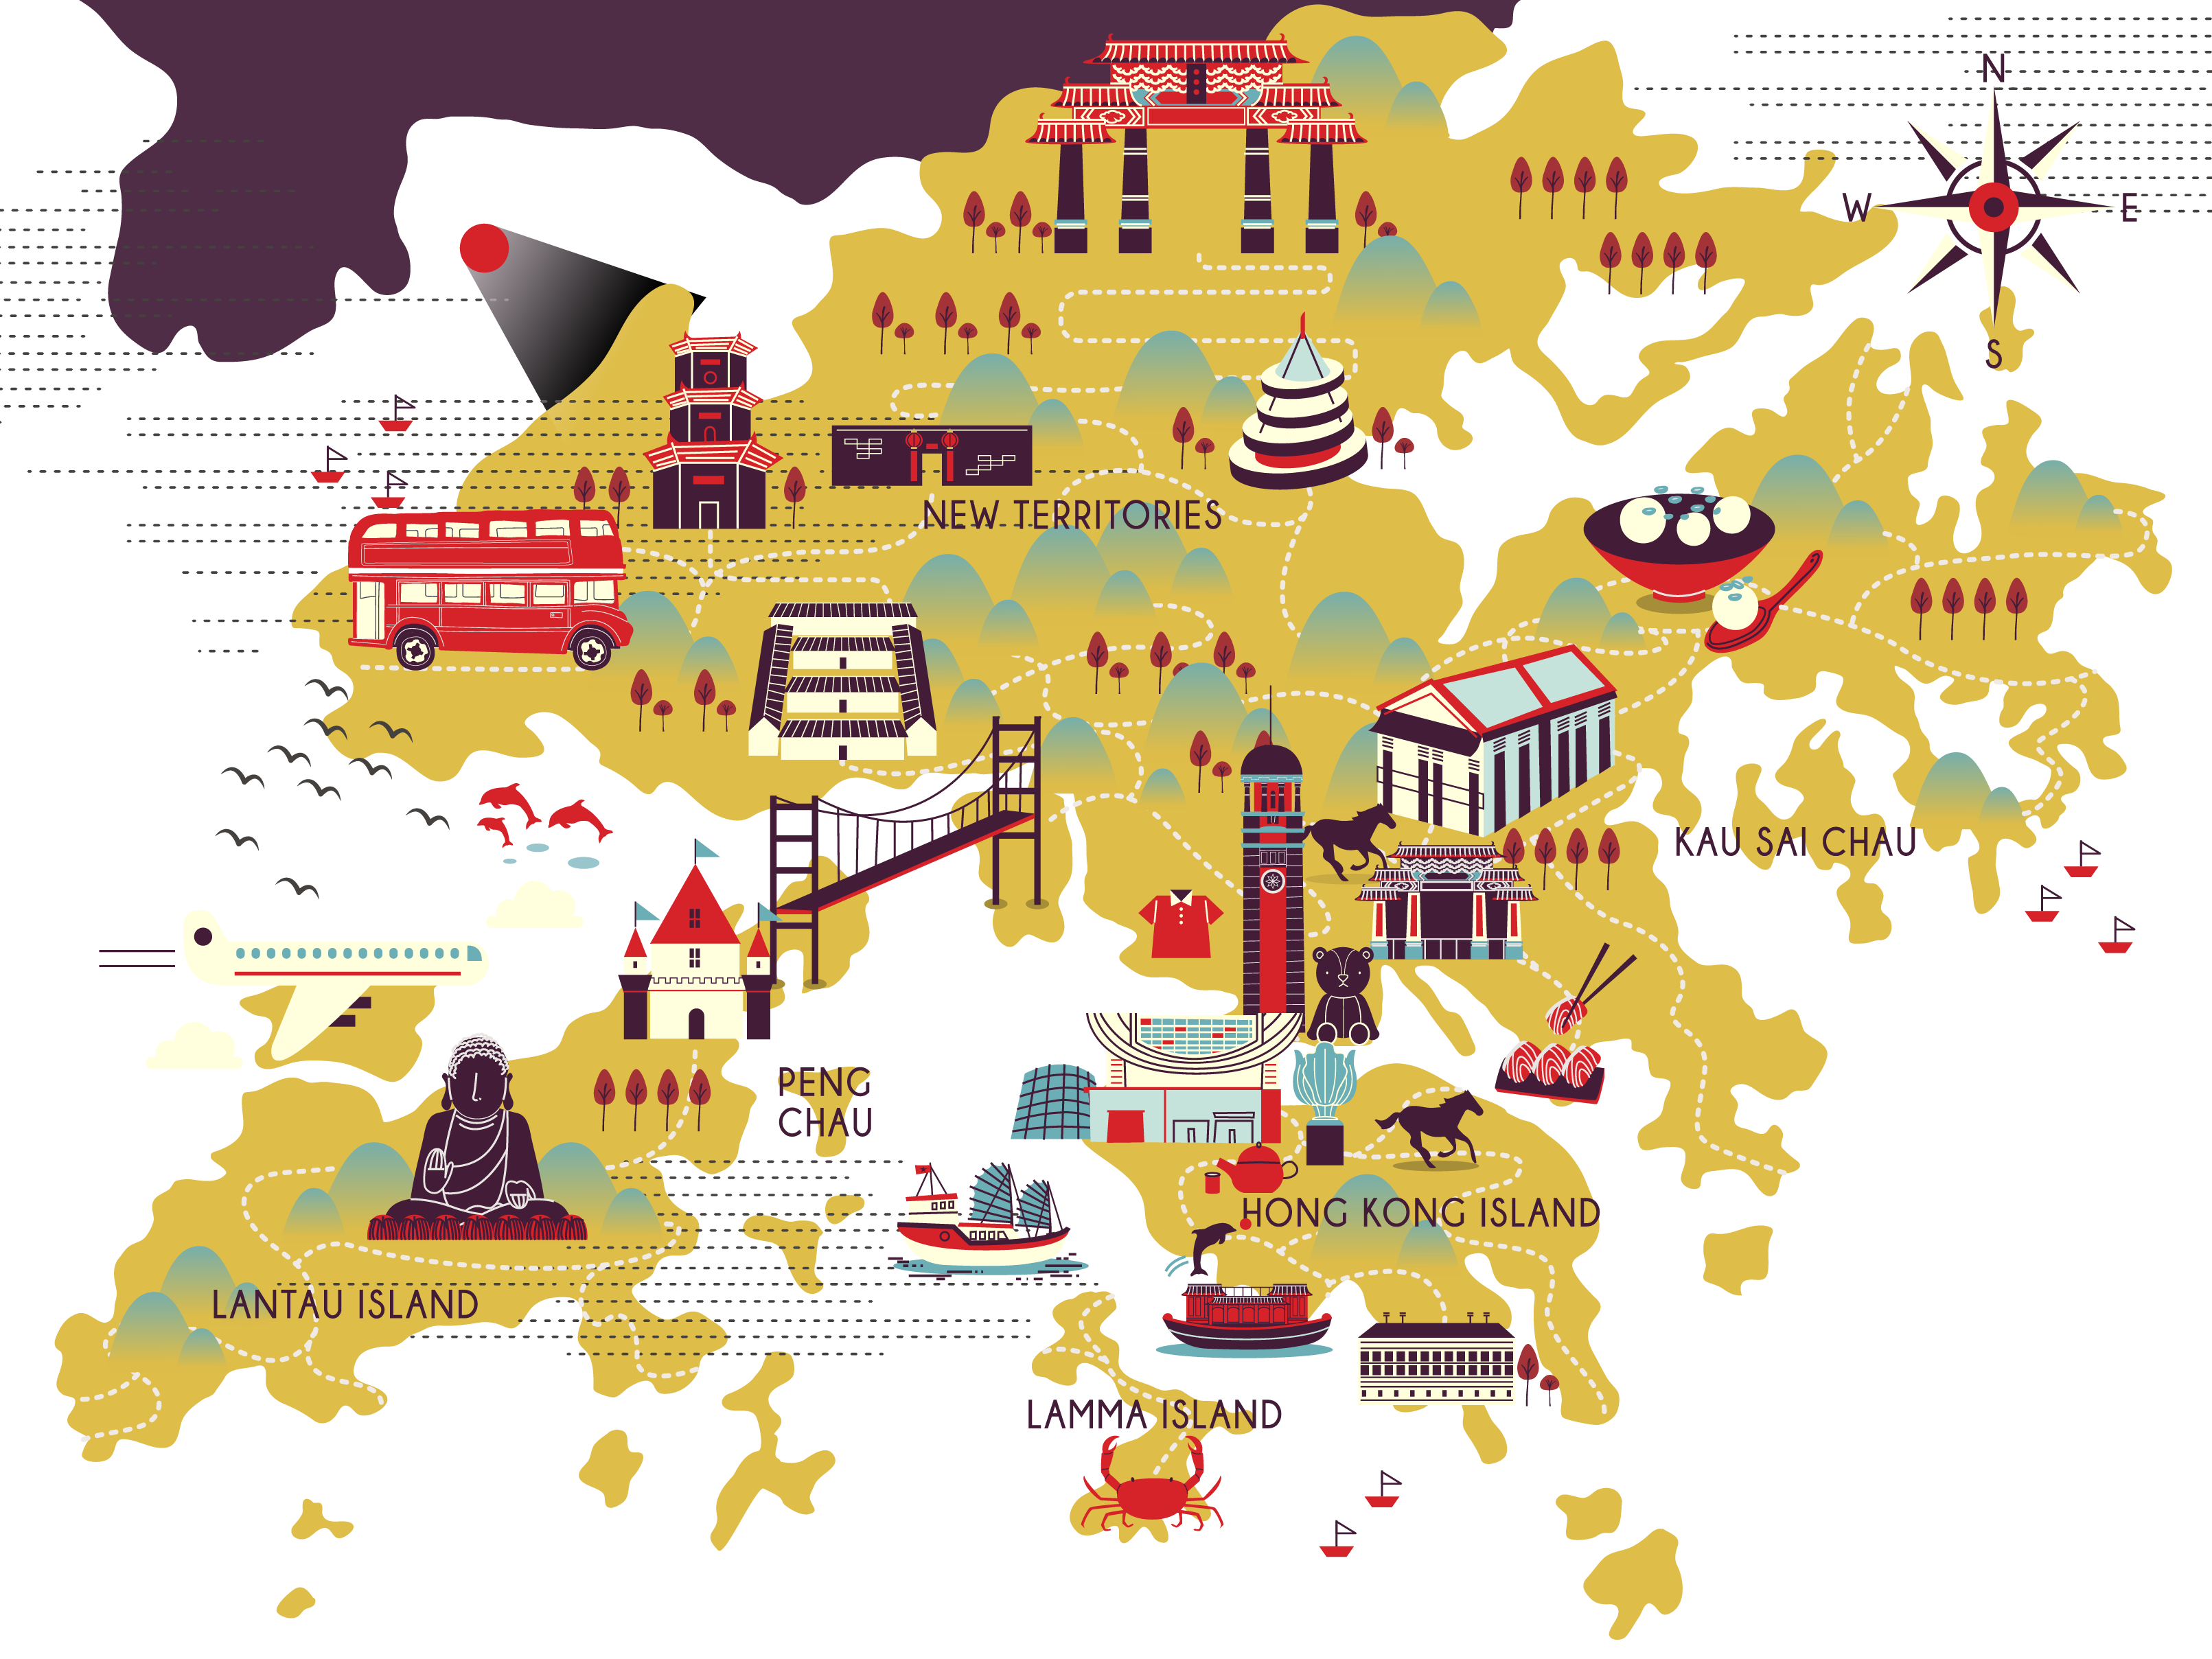 N
W
E
S
NEW TERRITORIES
KAU SAI CHAU
PENG
CHAU
HONG KONG ISLAND
LANTAU ISLAND
LAMMA ISLAND